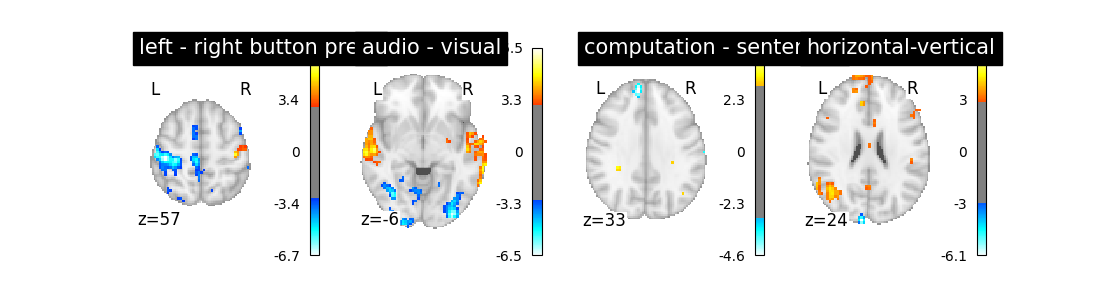 left - right button pre
audio - visual
computation - senter
horizontal-vertical
L R
L R
L R
L R
3.4
0
-3.4
-6.7
.5
3.3
0
-3.3
-6.5
2.3
0
-2.3
-4.6
3
0
-3
-6.1
z=57
z=-6
z=33
z=24